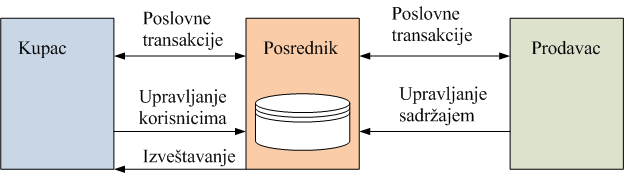 Kupac
Poslovne
transakcije
Posrednik
Poslovne
transakcije
Prodavac
Upravljanje
korisnicima
Upravljanje
sadržajem
Izveštavanje